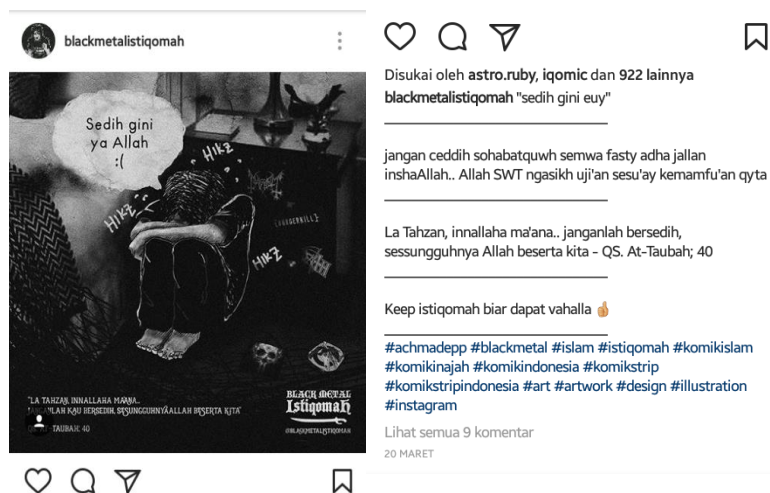 blackmetalistiqomah
Sedih gini
ya Allah
:(
HIKZ
HIKZ
HIKZ
"LA TAHZAN, INNALLAHA MAANA..
JANGANLAH KAU BERSEDIH, SESUNGGUHNYAALLAH BESERTA KITA"
TAUBAH: 40
BLACK METAL
IstiqomaH
@BLACKMETALISTIQOMAH
Disukai oleh astro.ruby, iqomic dan 922 lainnya
blackmetalistiqomah "sedih gini euy"
jangan ceddih sohabatquwh semwa fasty adha jallan
inshaAllah.. Allah SWT ngasikh uji'an sesu'ay kemamfu'an qyta
La Tahzan, innallaha ma'ana.. janganlah bersedih,
sessungguhnya Allah beserta kita - QS. At-Taubah; 40
Keep istiqomah biar dapat vahalla 👍🏼
#achmadepp #blackmetal #islam #istiqomah #komikislam
#komikinajah #komikindonesia #komikstrip
#komikstripindonesia #art #artwork #design #illustration
#instagram
Lihat semua 9 komentar
20 MARET